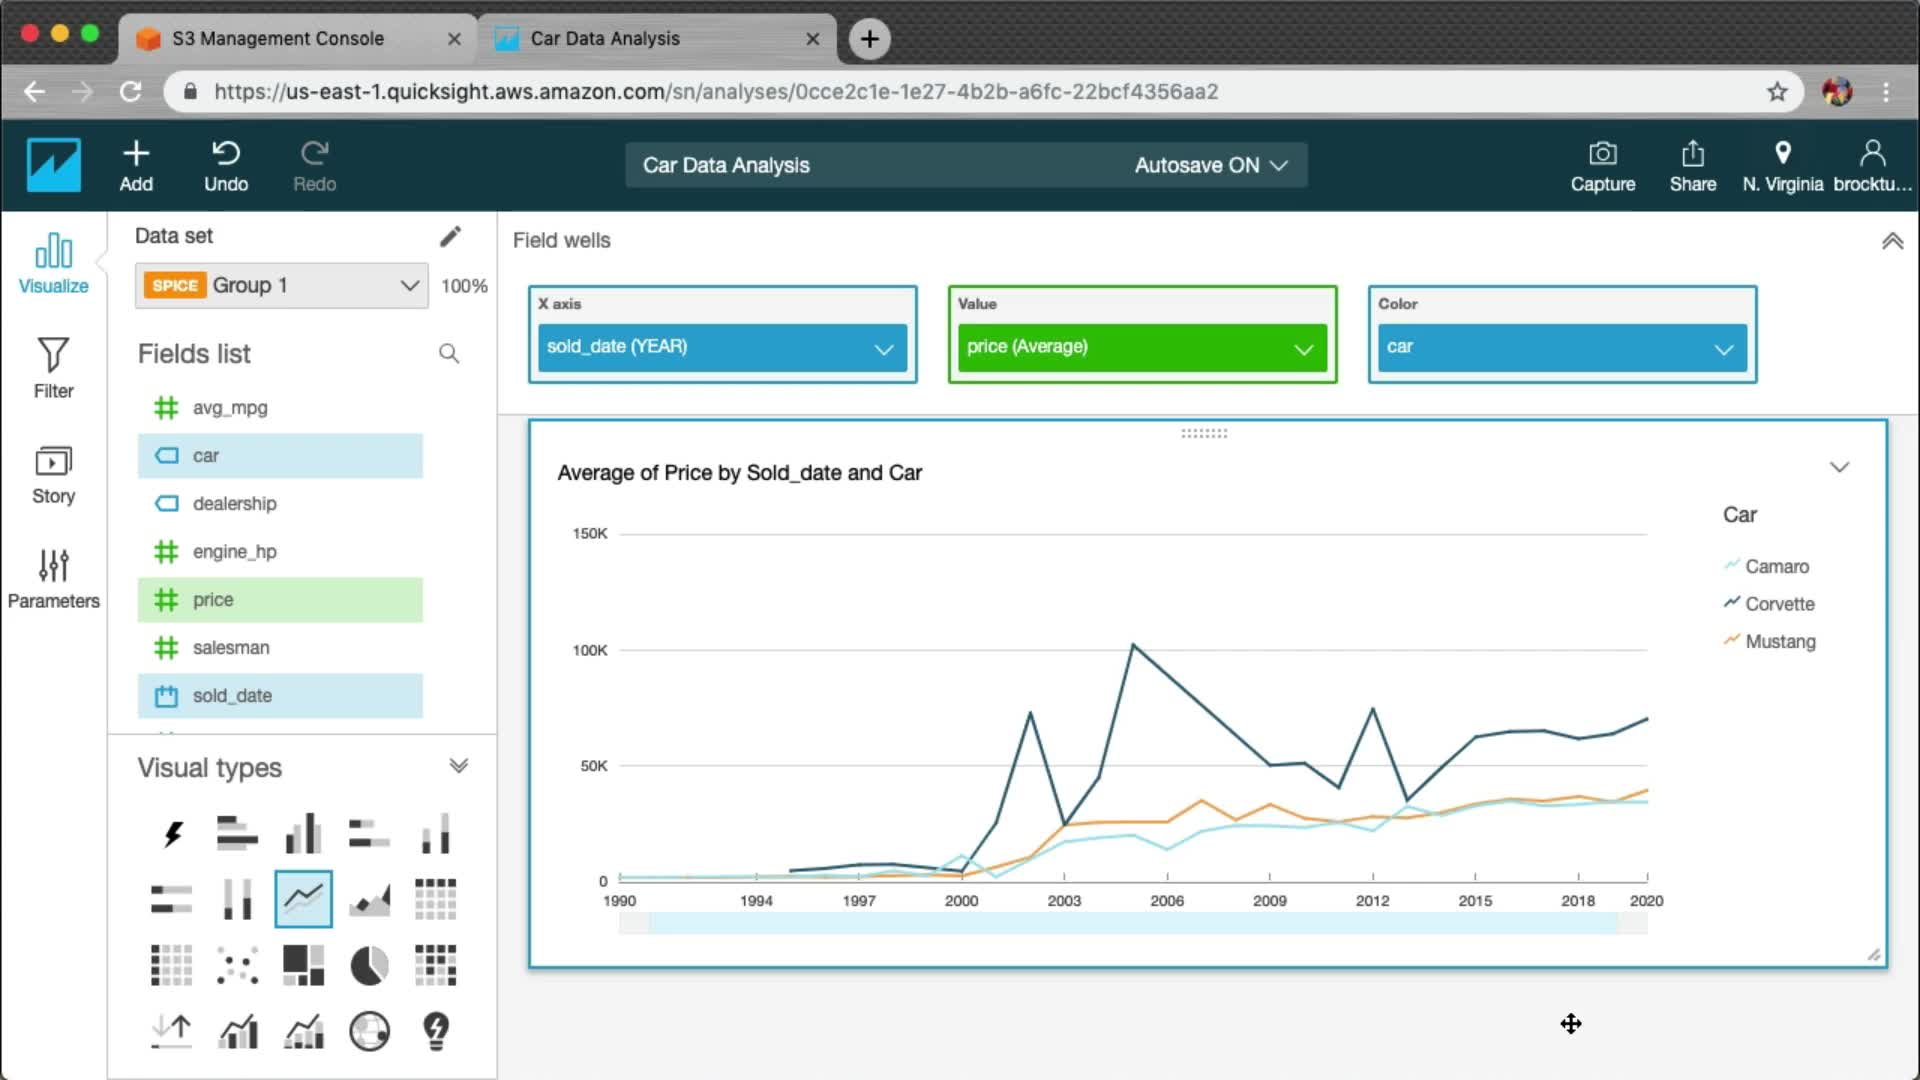 S3 Management Console
Car Data Analysis
https://us-east-1.quicksight.aws.amazon.com/sn/analyses/0cce2c1e-1e27-4b2b-a6fc-22bcf4356aa2
Add
Undo
Redo
Car Data Analysis
Autosave ON
Capture
Share
N. Virginia
brocktu...
Visualize
Filter
Story
Parameters
Data set
SPICE Group 1
100%
Fields list
avg_mpg
car
dealership
engine_hp
price
salesman
sold_date
Visual types
Field wells
X axis
sold_date (YEAR)
Value
price (Average)
Color
car
Average of Price by Sold_date and Car
150K
100K
50K
0
1990 1994 1997 2000 2003 2006 2009 2012 2015 2018 2020
Car
Camaro
Corvette
Mustang